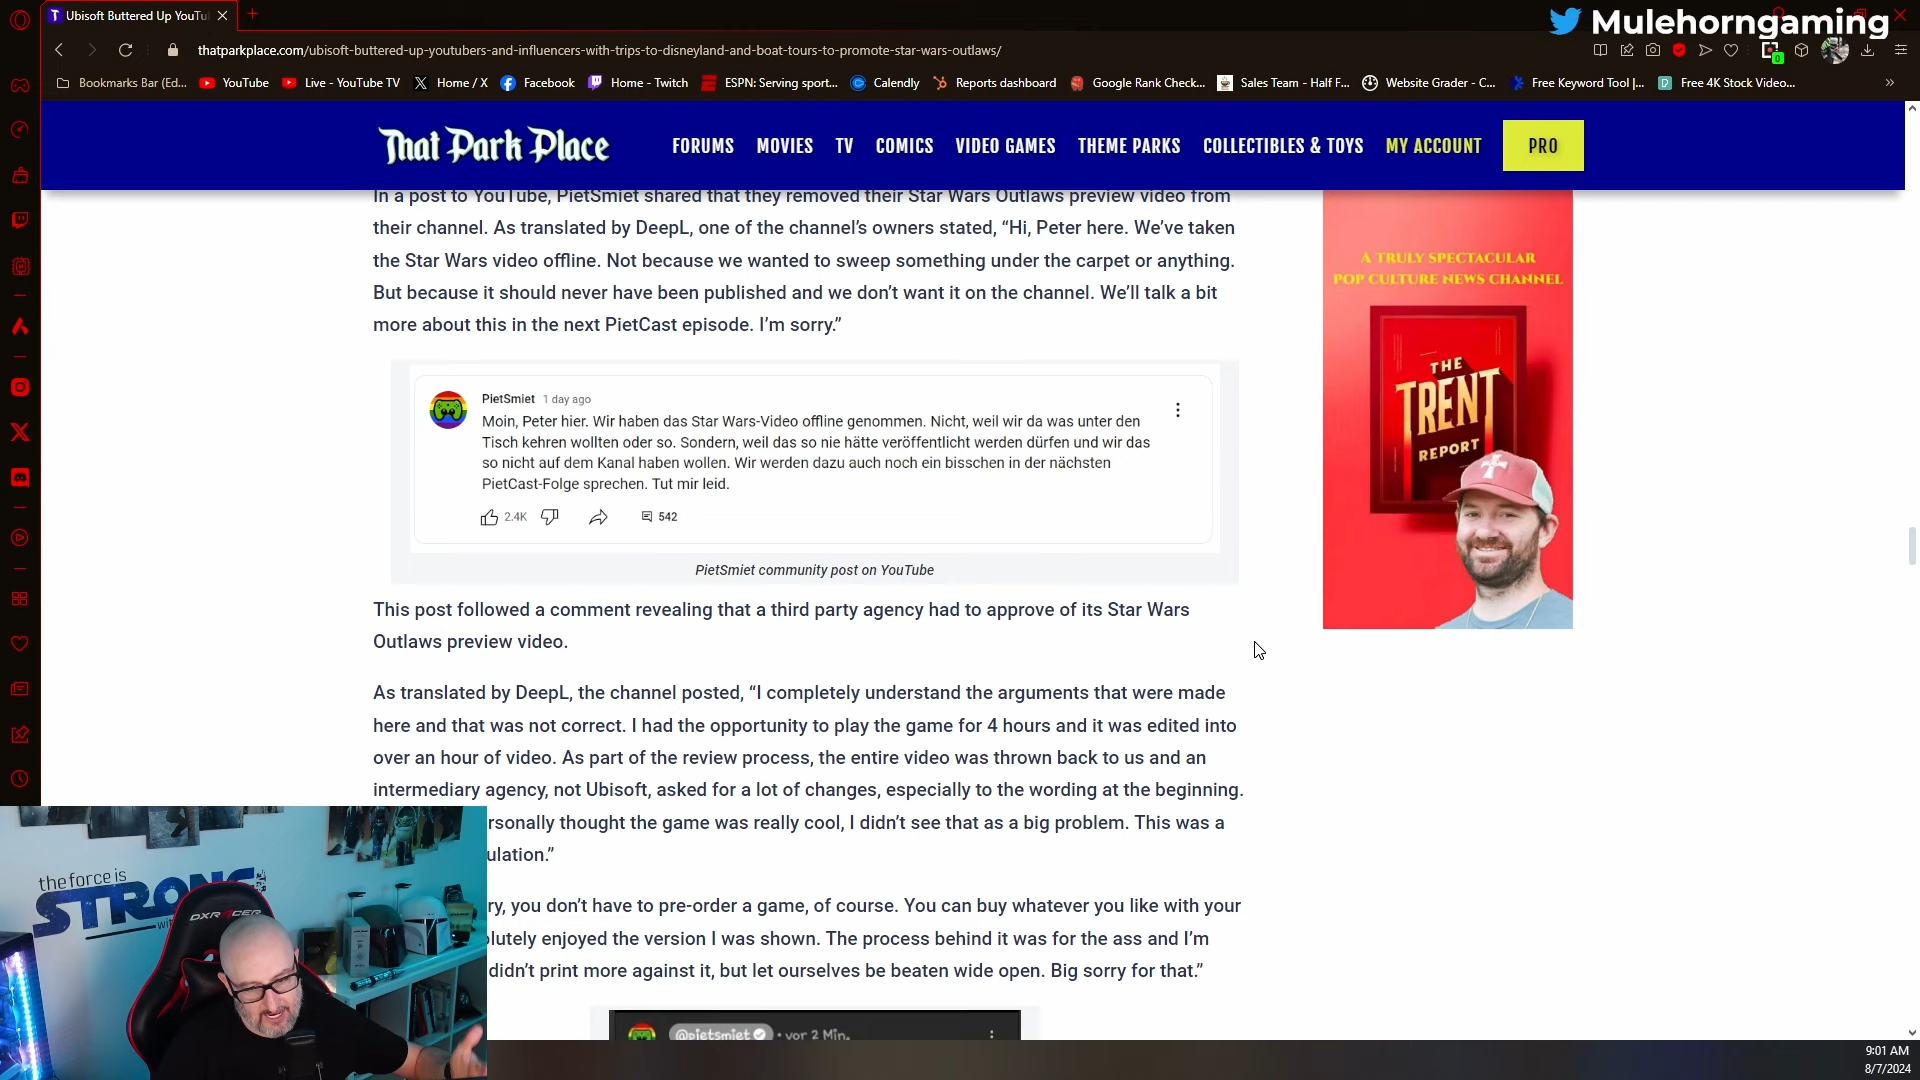 Ubisoft Buttered Up YouTu
Mulehorngaming
thatparkplace.com/ubisoft-buttered-up-youtubers-and-influencers-with-trips-to-disneyland-and-boat-tours-to-promote-star-wars-outlaws/
Bookmarks Bar (Ed... YouTube Live - YouTube TV Home / X Facebook Home - Twitch ESPN: Serving sport... Calendly Reports dashboard Google Rank Check... Sales Team - Half F... Website Grader - C... Free Keyword Tool |... Free 4K Stock Video...
That Park Place FORUMS MOVIES TV COMICS VIDEO GAMES THEME PARKS COLLECTIBLES & TOYS MY ACCOUNT PRO
In a post to YouTube, PietSmiet shared that they removed their Star Wars Outlaws preview video from
their channel. As translated by DeepL, one of the channel’s owners stated, “Hi, Peter here. We’ve taken
the Star Wars video offline. Not because we wanted to sweep something under the carpet or anything.
But because it should never have been published and we don’t want it on the channel. We’ll talk a bit
more about this in the next PietCast episode. I’m sorry.”
PietSmiet 1 day ago
Moin, Peter hier. Wir haben das Star Wars-Video offline genommen. Nicht, weil wir da was unter den
Tisch kehren wollten oder so. Sondern, weil das so nie hätte veröffentlicht werden dürfen und wir das
so nicht auf dem Kanal haben wollen. Wir werden dazu auch noch ein bisschen in der nächsten
PietCast-Folge sprechen. Tut mir leid.
2.4K 542
PietSmiet community post on YouTube
This post followed a comment revealing that a third party agency had to approve of its Star Wars
Outlaws preview video.
As translated by DeepL, the channel posted, “I completely understand the arguments that were made
here and that was not correct. I had the opportunity to play the game for 4 hours and it was edited into
over an hour of video. As part of the review process, the entire video was thrown back to us and an
intermediary agency, not Ubisoft, asked for a lot of changes, especially to the wording at the beginning.
rsonally thought the game was really cool, I didn’t see that as a big problem. This was a
ulation.”
ry, you don’t have to pre-order a game, of course. You can buy whatever you like with your
olutely enjoyed the version I was shown. The process behind it was for the ass and I’m
didn’t print more against it, but let ourselves be beaten wide open. Big sorry for that.”
@pietsmiet • vor 2 Min.
A TRULY SPECTACULAR
POP CULTURE NEWS CHANNEL
THE
TRENT
REPORT
the force is
STRONG
DXRACER
9:01 AM
8/7/2024